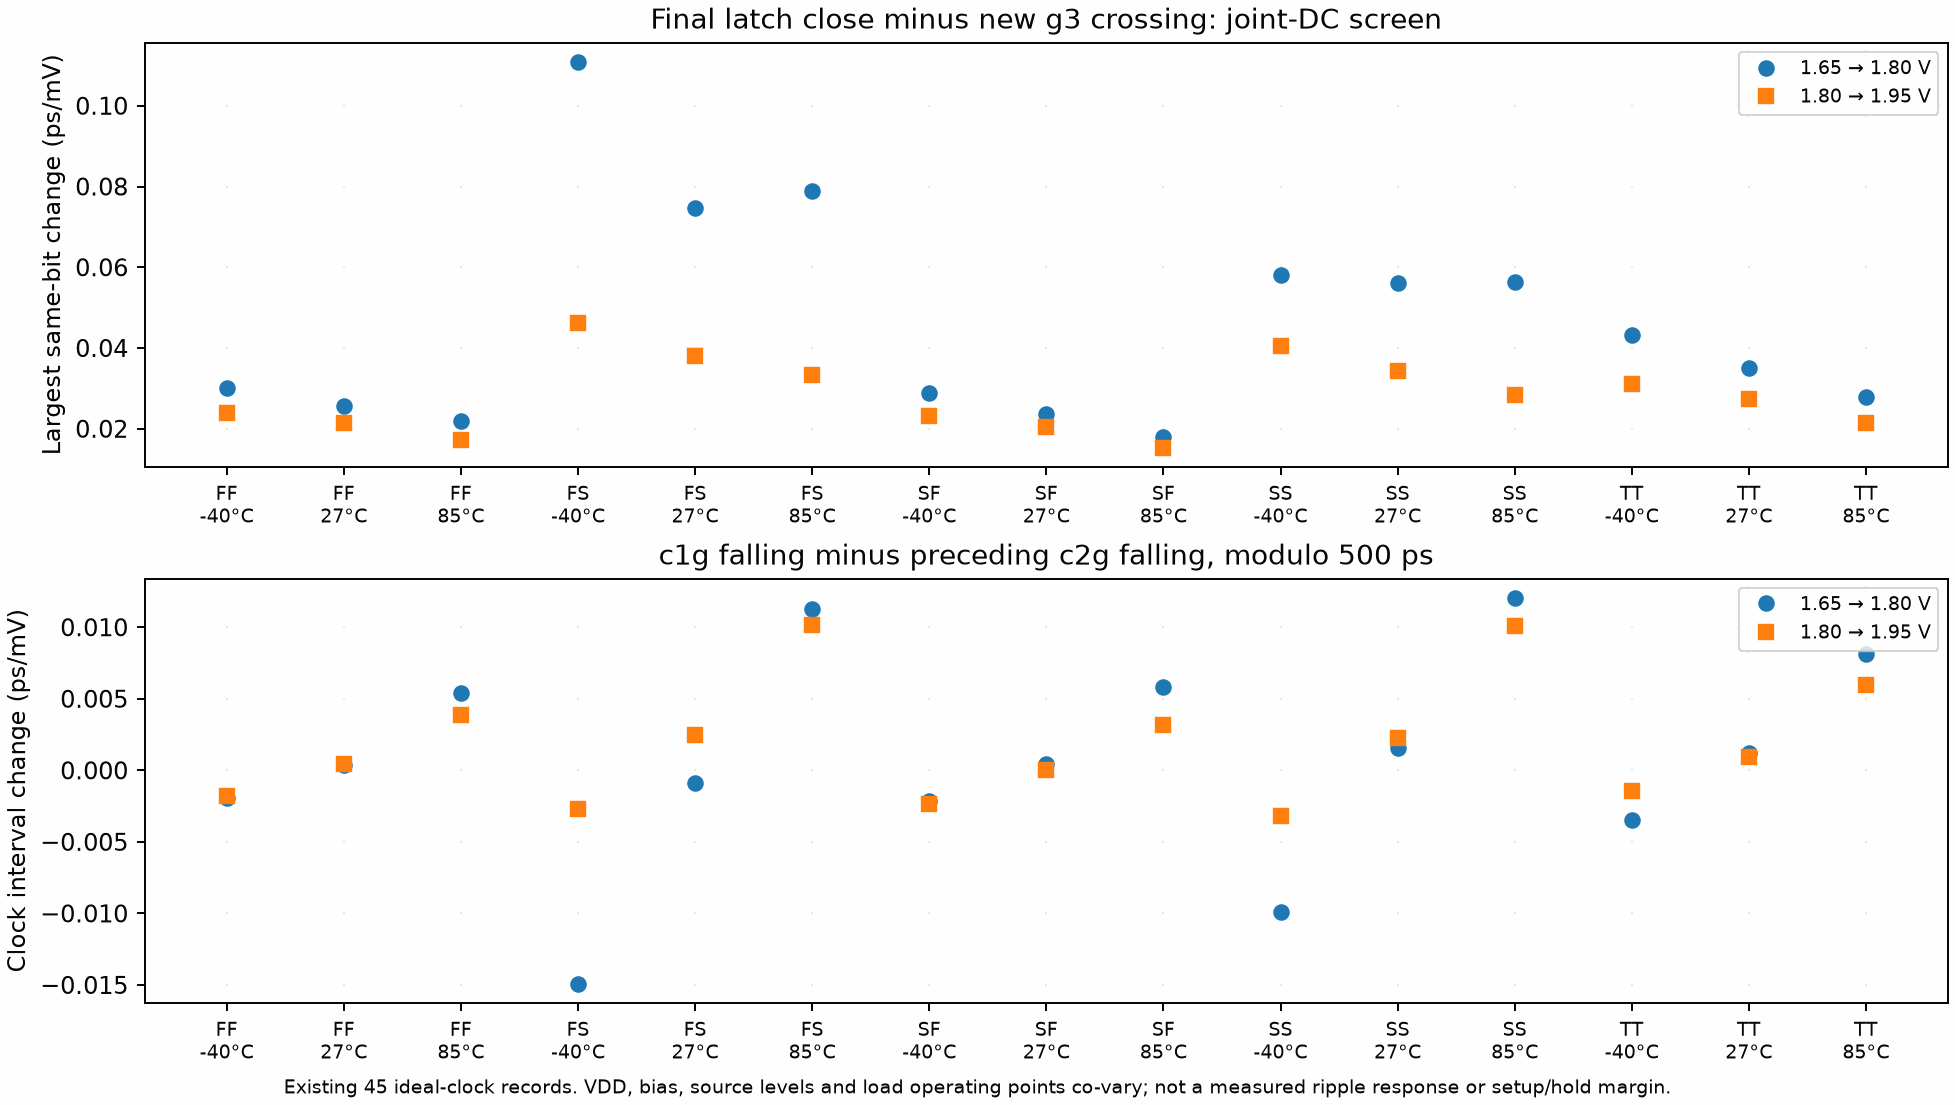 Final latch close minus new g3 crossing: joint-DC screen
Largest same-bit change (ps/mV)
0.10
0.08
0.06
0.04
0.02
1.65 → 1.80 V
1.80 → 1.95 V
FF FF FF FS FS FS SF SF SF SS SS SS TT TT TT
-40°C 27°C 85°C -40°C 27°C 85°C -40°C 27°C 85°C -40°C 27°C 85°C -40°C 27°C 85°C
c1g falling minus preceding c2g falling, modulo 500 ps
Clock interval change (ps/mV)
0.010
0.005
0.000
−0.005
−0.010
−0.015
1.65 → 1.80 V
1.80 → 1.95 V
FF FF FF FS FS FS SF SF SF SS SS SS TT TT TT
-40°C 27°C 85°C -40°C 27°C 85°C -40°C 27°C 85°C -40°C 27°C 85°C -40°C 27°C 85°C
Existing 45 ideal-clock records. VDD, bias, source levels and load operating points co-vary; not a measured ripple response or setup/hold margin.